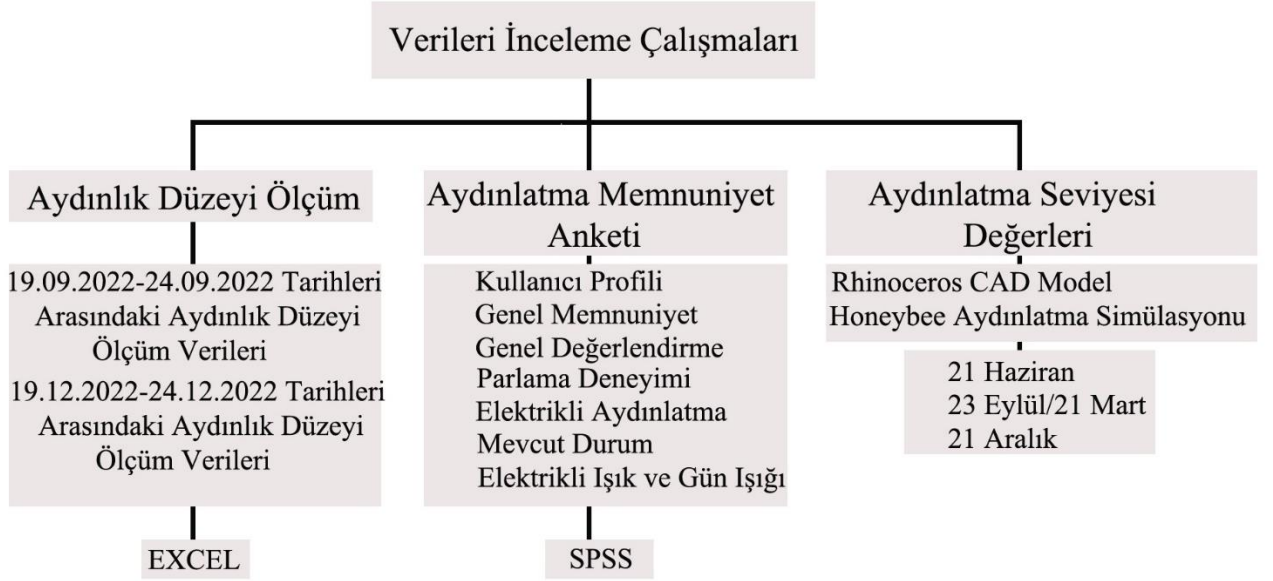 Verileri İnceleme Çalışmaları
Aydınlık Düzeyi Ölçüm
19.09.2022-24.09.2022 Tarihleri
Arasındaki Aydınlık Düzeyi
Ölçüm Verileri
19.12.2022-24.12.2022 Tarihleri
Arasındaki Aydınlık Düzeyi
Ölçüm Verileri
EXCEL
Aydınlatma Memnuniyet
Anketi
Kullanıcı Profili
Genel Memnuniyet
Genel Değerlendirme
Parlama Deneyimi
Elektrikli Aydınlatma
Mevcut Durum
Elektrikli Işık ve Gün Işığı
SPSS
Aydınlatma Seviyesi
Değerleri
Rhinoceros CAD Model
Honeybee Aydınlatma Simülasyonu
21 Haziran
23 Eylül/21 Mart
21 Aralık